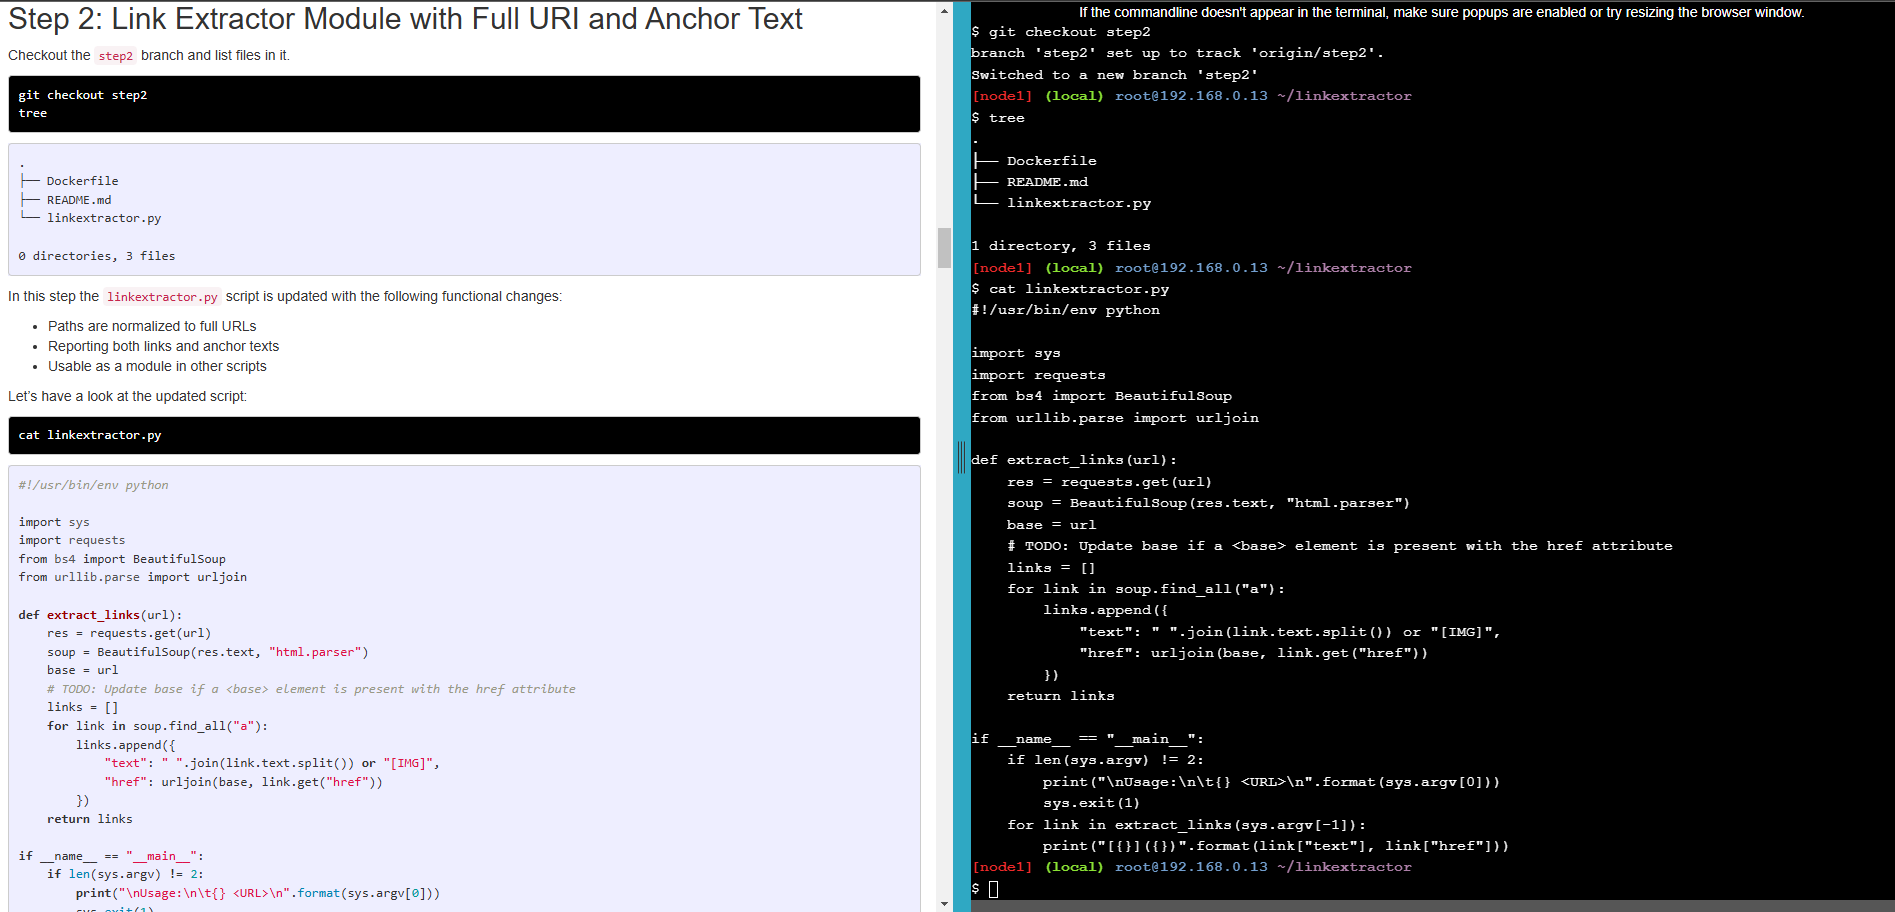 Step 2: Link Extractor Module with Full URI and Anchor Text
Checkout the step2 branch and list files in it.
git checkout step2
tree
.
├── Dockerfile
├── README.md
└── linkextractor.py

0 directories, 3 files
In this step the linkextractor.py script is updated with the following functional changes:
• Paths are normalized to full URLs
• Reporting both links and anchor texts
• Usable as a module in other scripts
Let's have a look at the updated script:
cat linkextractor.py
#!/usr/bin/env python

import sys
import requests
from bs4 import BeautifulSoup
from urllib.parse import urljoin

def extract_links(url):
    res = requests.get(url)
    soup = BeautifulSoup(res.text, "html.parser")
    base = url
    # TODO: Update base if a <base> element is present with the href attribute
    links = []
    for link in soup.find_all("a"):
        links.append({
            "text": " ".join(link.text.split()) or "[IMG]",
            "href": urljoin(base, link.get("href"))
        })
    return links

if __name__ == "__main__":
    if len(sys.argv) != 2:
        print("\nUsage:\n\t{} <URL>\n".format(sys.argv[0]))
        sys.exit(1)
If the commandline doesn't appear in the terminal, make sure popups are enabled or try resizing the browser window.
$ git checkout step2
branch 'step2' set up to track 'origin/step2'.
Switched to a new branch 'step2'
[node1] (local) root@192.168.0.13 ~/linkextractor
$ tree
.
├── Dockerfile
├── README.md
└── linkextractor.py

1 directory, 3 files
[node1] (local) root@192.168.0.13 ~/linkextractor
$ cat linkextractor.py
#!/usr/bin/env python

import sys
import requests
from bs4 import BeautifulSoup
from urllib.parse import urljoin

def extract_links(url):
    res = requests.get(url)
    soup = BeautifulSoup(res.text, "html.parser")
    base = url
    # TODO: Update base if a <base> element is present with the href attribute
    links = []
    for link in soup.find_all("a"):
        links.append({
            "text": " ".join(link.text.split()) or "[IMG]",
            "href": urljoin(base, link.get("href"))
        })
    return links

if __name__ == "__main__":
    if len(sys.argv) != 2:
        print("\nUsage:\n\t{} <URL>\n".format(sys.argv[0]))
        sys.exit(1)
    for link in extract_links(sys.argv[-1]):
        print("[{}]({})".format(link["text"], link["href"]))
[node1] (local) root@192.168.0.13 ~/linkextractor
$